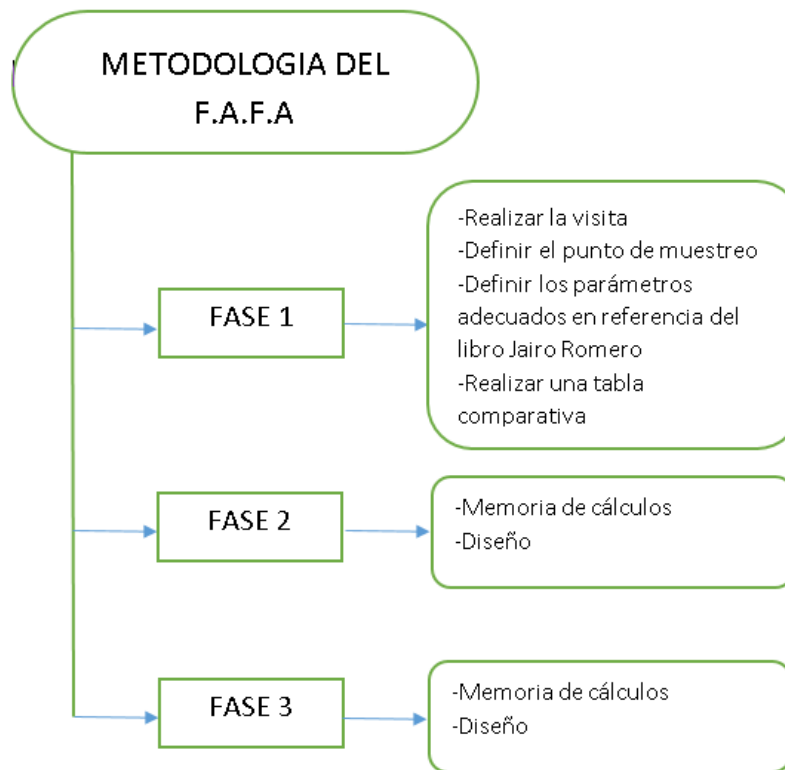 METODOLOGIA DEL
F.A.F.A
FASE 1
-Realizar la visita
-Definir el punto de muestreo
-Definir los parámetros
adecuados en referencia del
libro Jairo Romero
-Realizar una tabla
comparativa
FASE 2
-Memoria de cálculos
-Diseño
FASE 3
-Memoria de cálculos
-Diseño